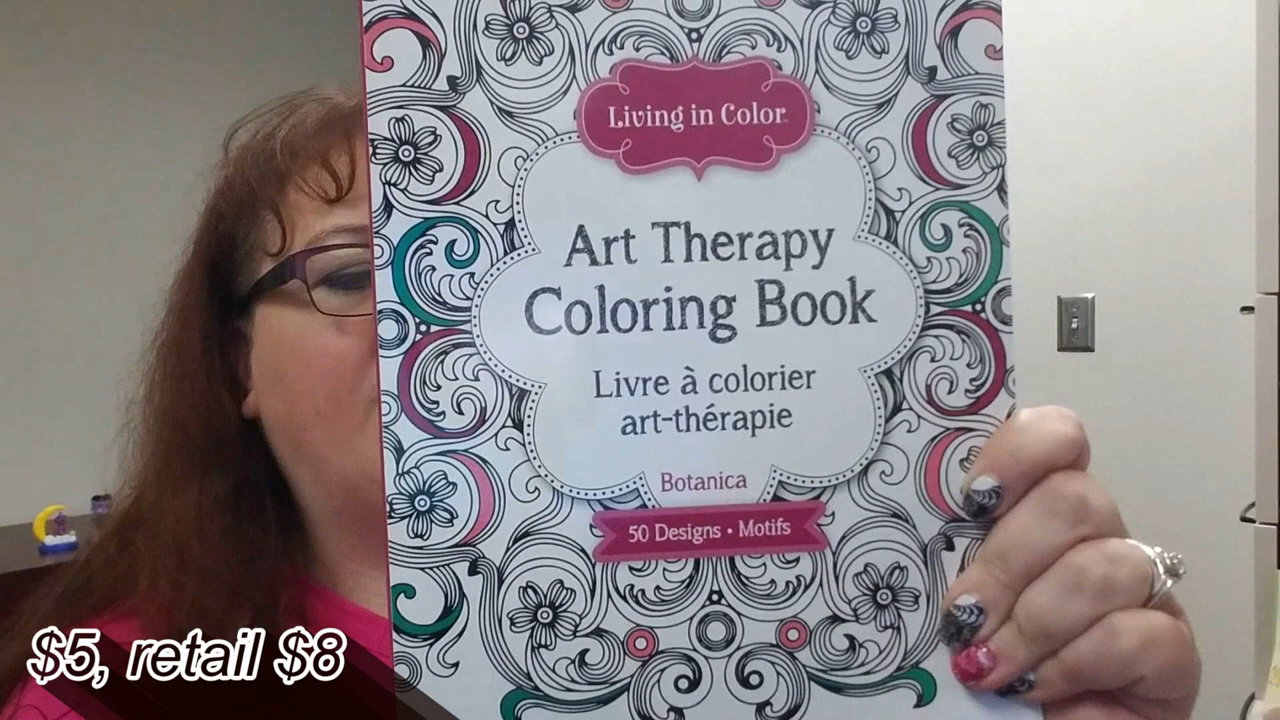 Living in Color
Art Therapy
Coloring Book
Livre à colorier
art-thérapie
Botanica
50 Designs • Motifs
$5, retail $8